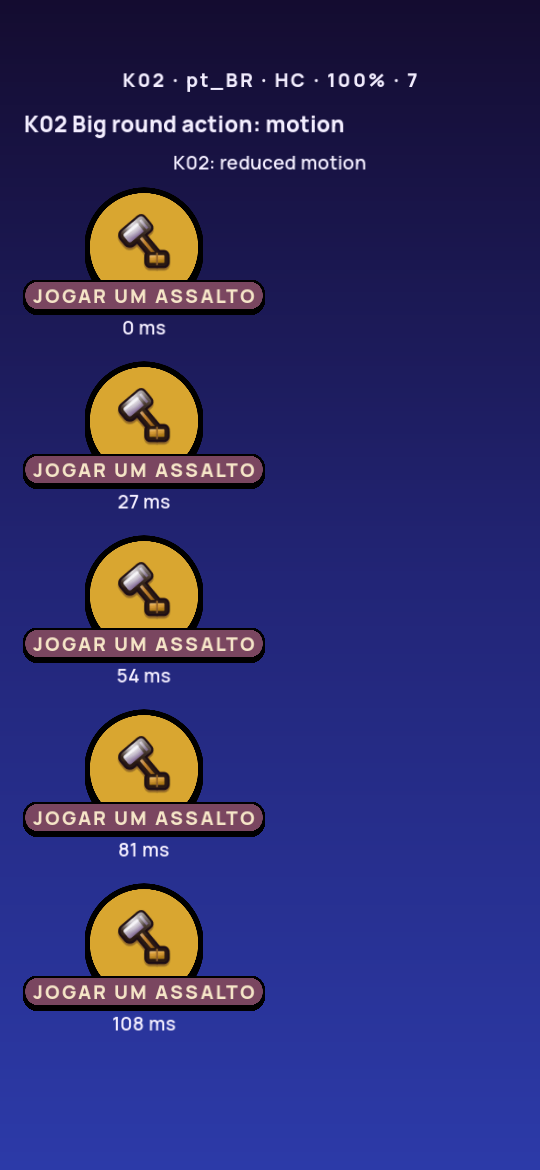 K02 · pt_BR · HC · 100% · 7
K02 Big round action: motion
K02: reduced motion
JOGAR UM ASSALTO
0 ms
JOGAR UM ASSALTO
27 ms
JOGAR UM ASSALTO
54 ms
JOGAR UM ASSALTO
81 ms
JOGAR UM ASSALTO
108 ms